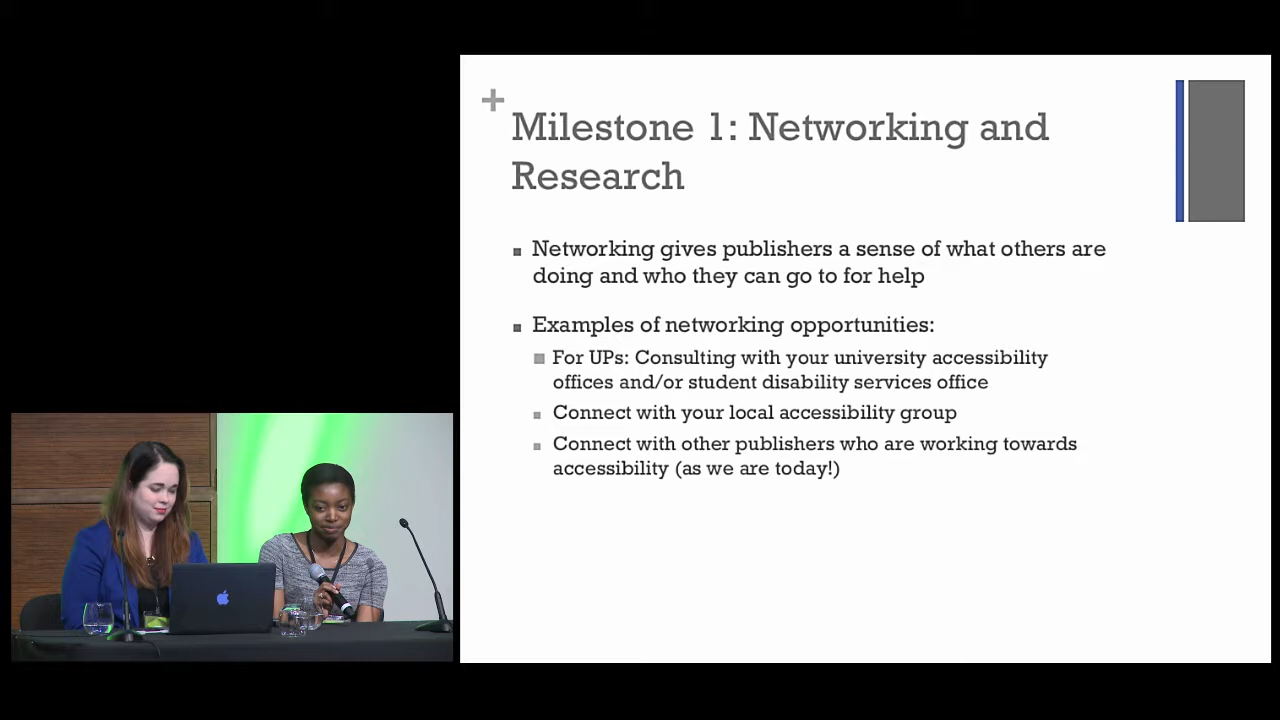 +
Milestone 1: Networking and
Research
Networking gives publishers a sense of what others are
doing and who they can go to for help
Examples of networking opportunities:
For UPs: Consulting with your university accessibility
offices and/or student disability services office
Connect with your local accessibility group
Connect with other publishers who are working towards
accessibility (as we are today!)